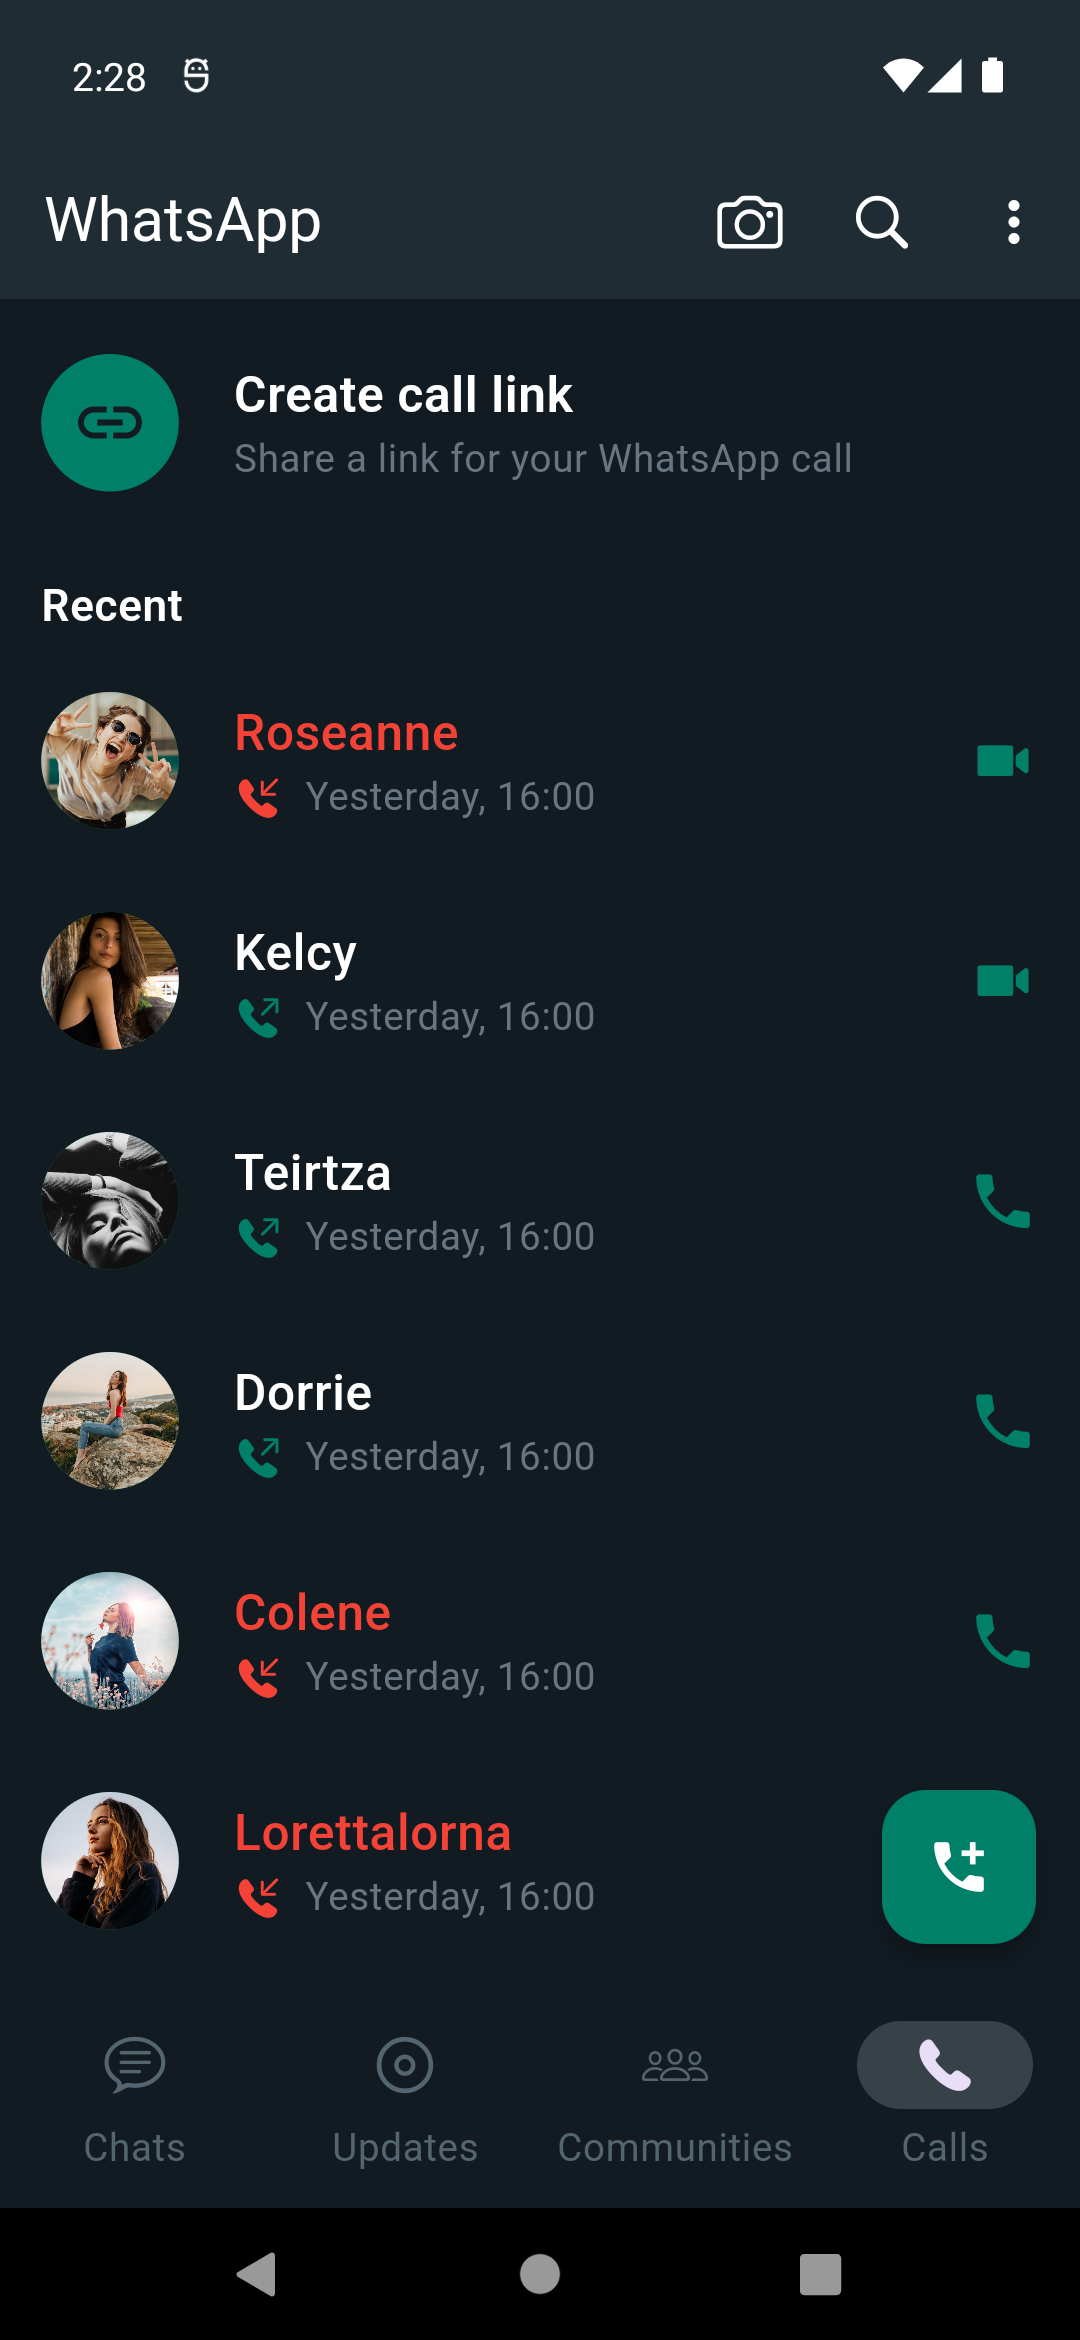 2:28
WhatsApp
Create call link
Share a link for your WhatsApp call
Recent
Roseanne
Yesterday, 16:00
Kelcy
Yesterday, 16:00
Teirtza
Yesterday, 16:00
Dorrie
Yesterday, 16:00
Colene
Yesterday, 16:00
Lorettalorna
Yesterday, 16:00
Chats Updates Communities Calls